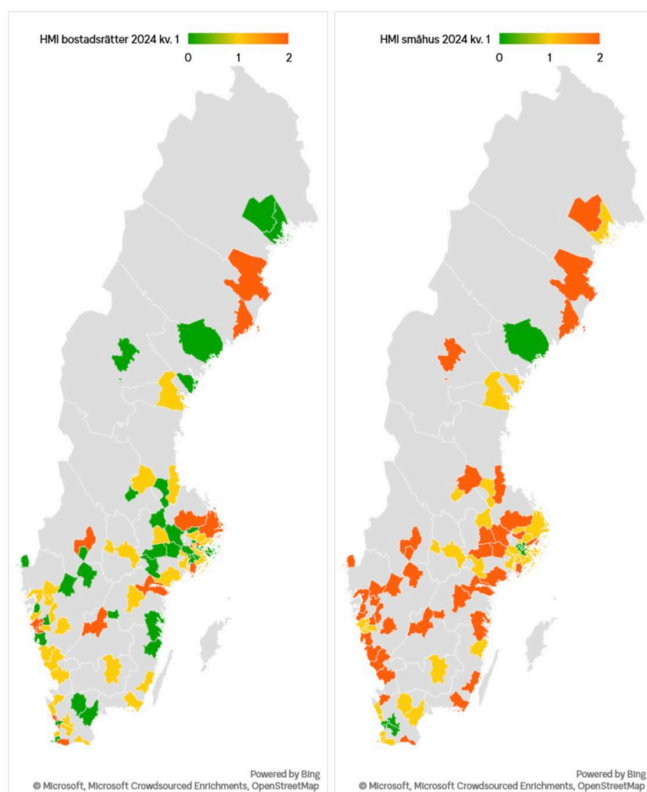 HMI bostadsrätter 2024 kv. 1
0 1 2
Powered by Bing
© Microsoft, Microsoft Crowdsourced Enrichments, OpenStreetMap
HMI småhus 2024 kv. 1
0 1 2
Powered by Bing
© Microsoft, Microsoft Crowdsourced Enrichments, OpenStreetMap